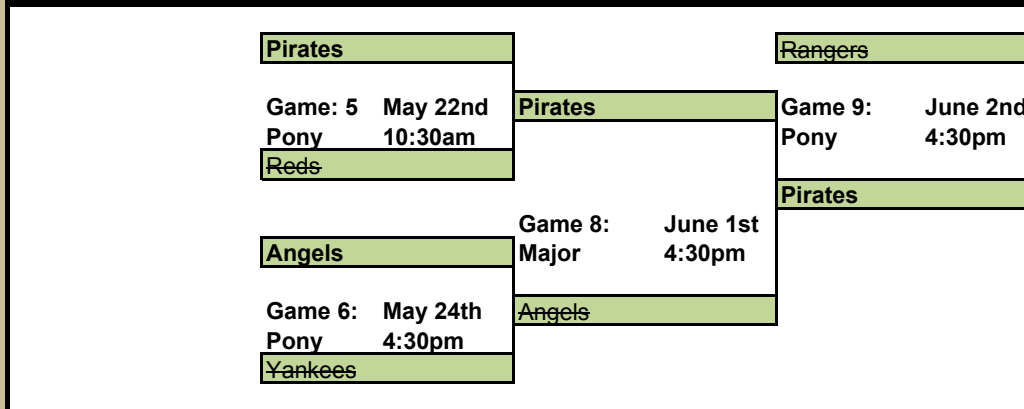 Pirates
Rangers
Game: 5 May 22nd
Pirates
Game 9: June 2nd
Pony 10:30am
Pony 4:30pm
Reds
Pirates
Game 8: June 1st
Angels
Major 4:30pm
Game 6: May 24th
Angels
Pony 4:30pm
Yankees